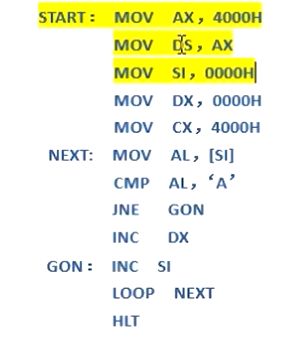 START： MOV AX，4000H
MOV DS，AX
MOV SI，0000H
MOV DX，0000H
MOV CX，4000H
NEXT: MOV AL，[SI]
CMP AL，‘A’
JNE GON
INC DX
GON： INC SI
LOOP NEXT
HLT